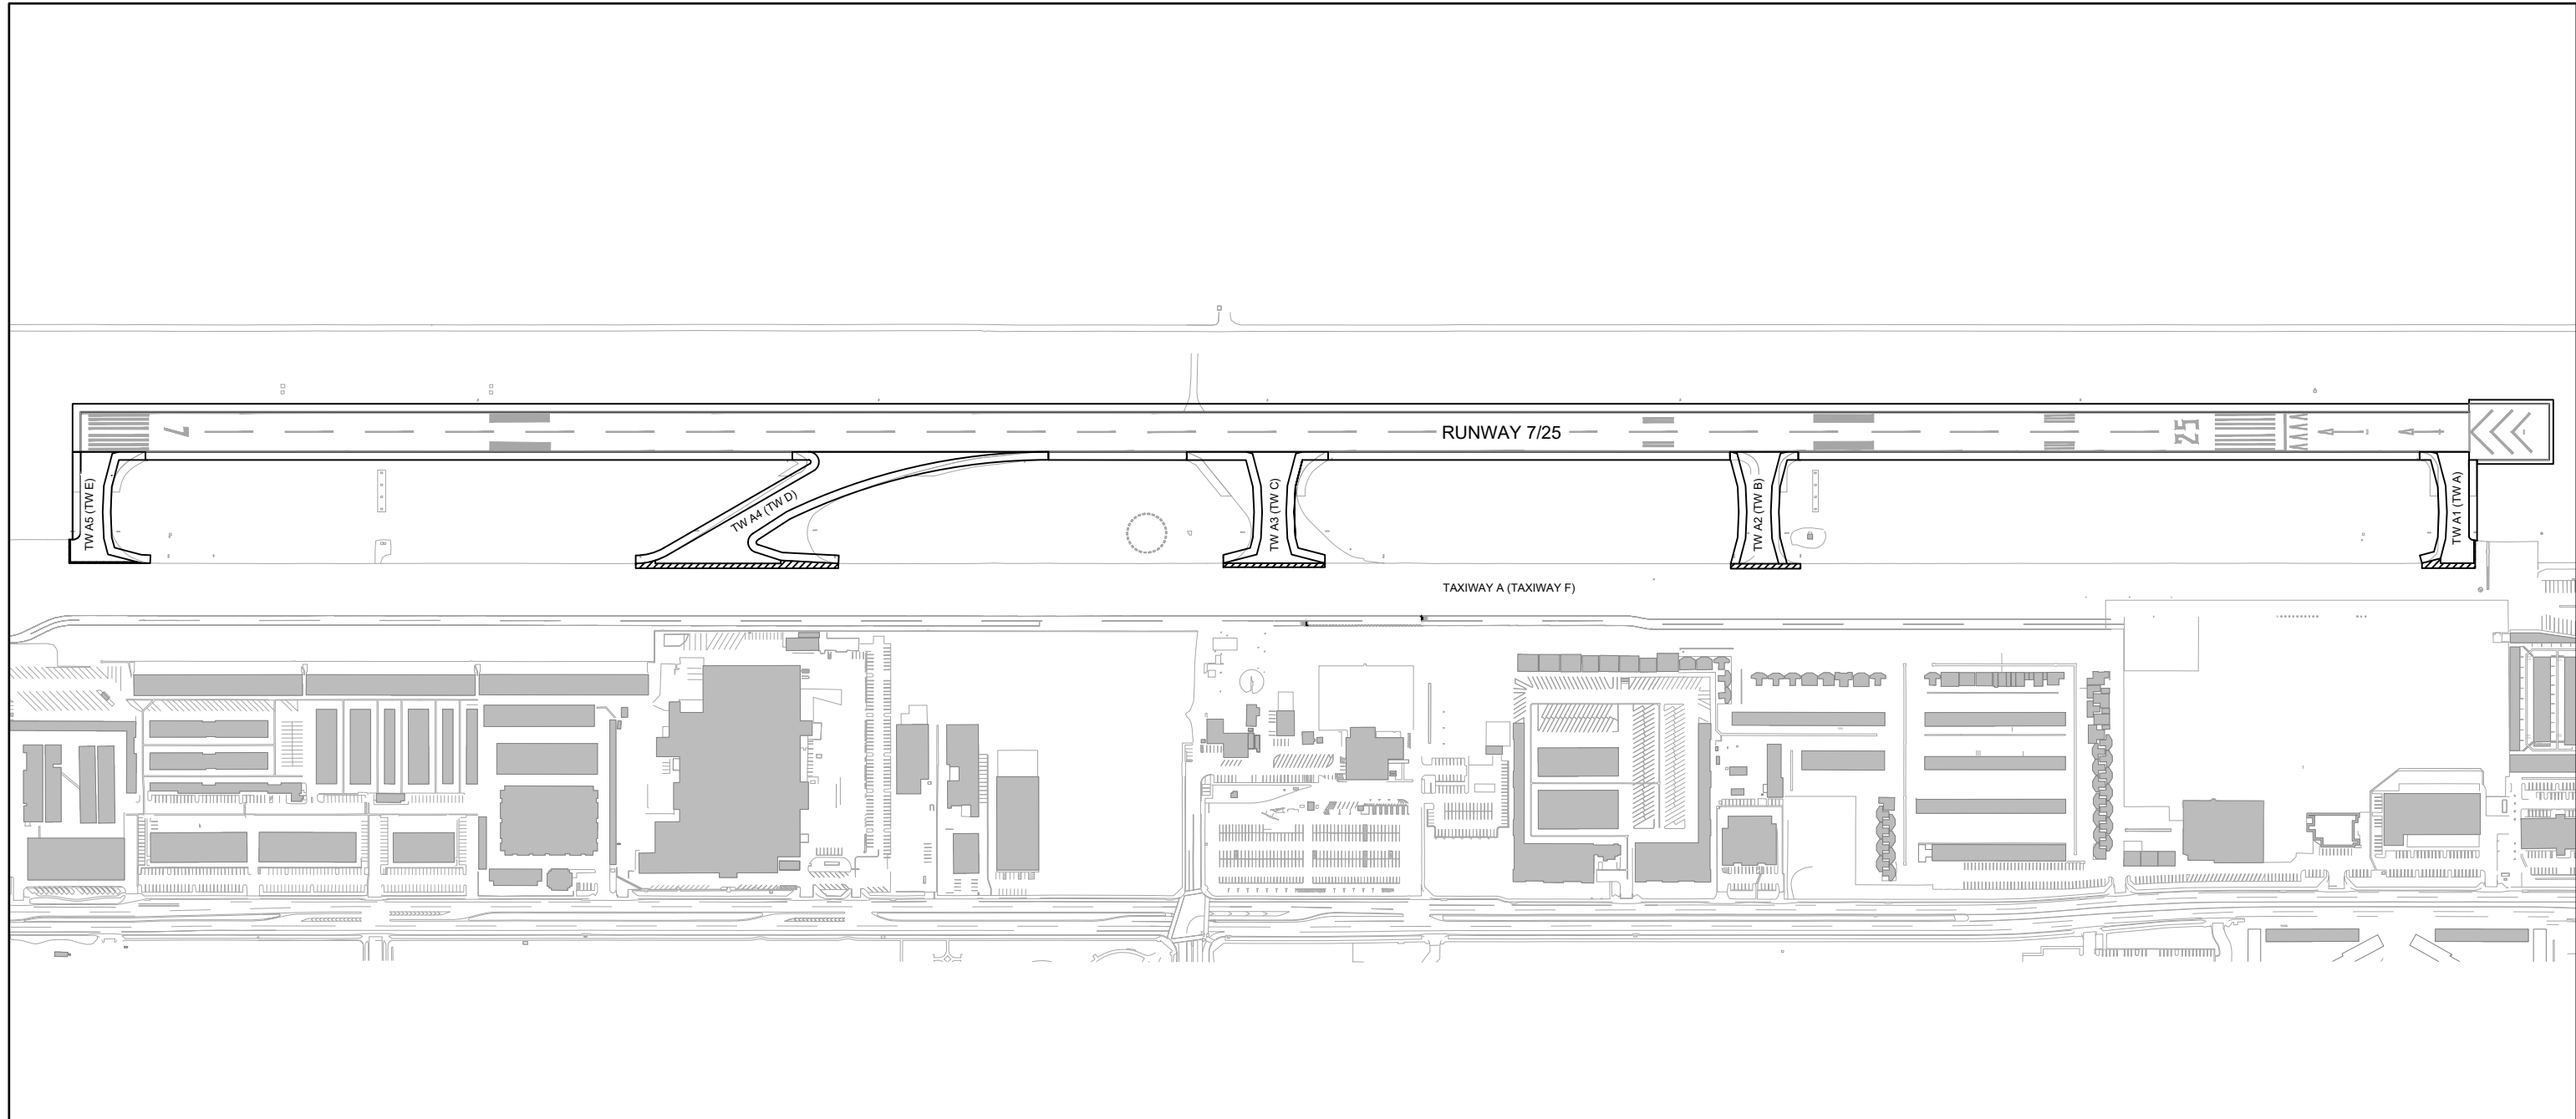 7
RUNWAY 7/25
25
TW A5 (TW E)
TW A4 (TW D)
TW A3 (TW C)
TW A2 (TW B)
TW A1 (TW A)
TAXIWAY A (TAXIWAY F)